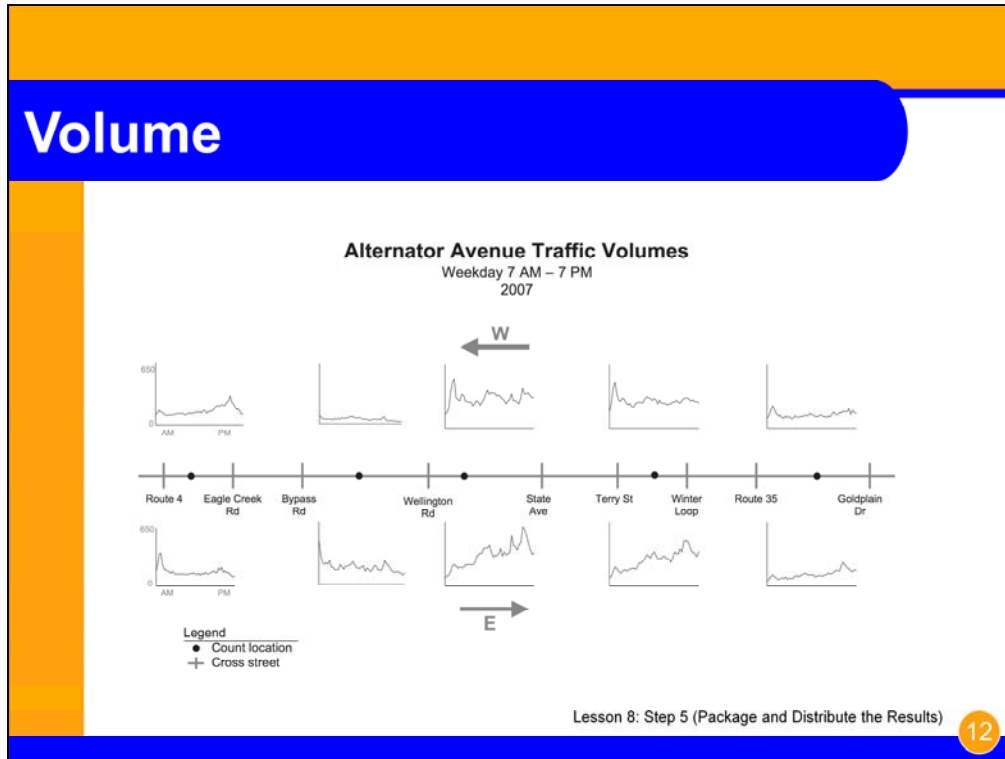 Volume
Alternator Avenue Traffic Volumes
Weekday 7 AM – 7 PM
2007
W
650
0
AM PM
Route 4
Eagle Creek
Rd
Bypass
Rd
Wellington
Rd
State
Ave
Terry St
Winter
Loop
Route 35
Goldplain
Dr
650
0
AM PM
E
Legend
Count location
Cross street
Lesson 8: Step 5 (Package and Distribute the Results)
12